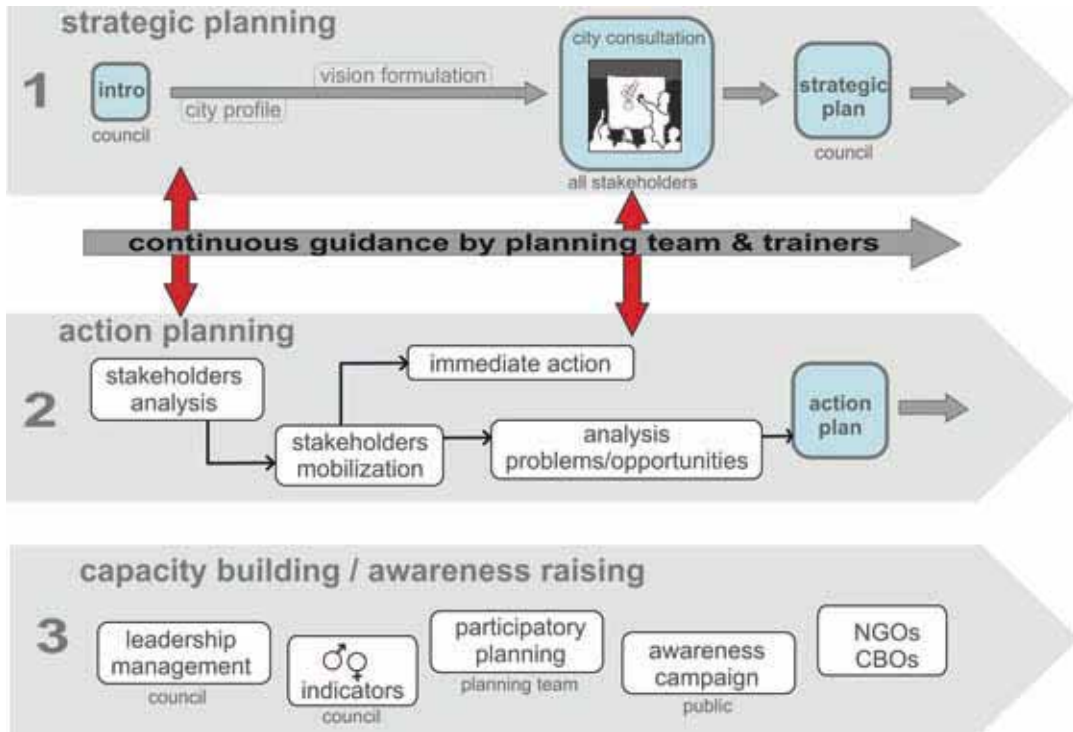 strategic planning
1
intro
council
vision formulation
city profile
city consultation
all stakeholders
strategic
plan
council
continuous guidance by planning team & trainers
action planning
2
stakeholders
analysis
stakeholders
mobilization
immediate action
analysis
problems/opportunities
action
plan
capacity building / awareness raising
3
leadership
management
council
indicators
council
participatory
planning
planning team
awareness
campaign
public
NGOs
CBOs